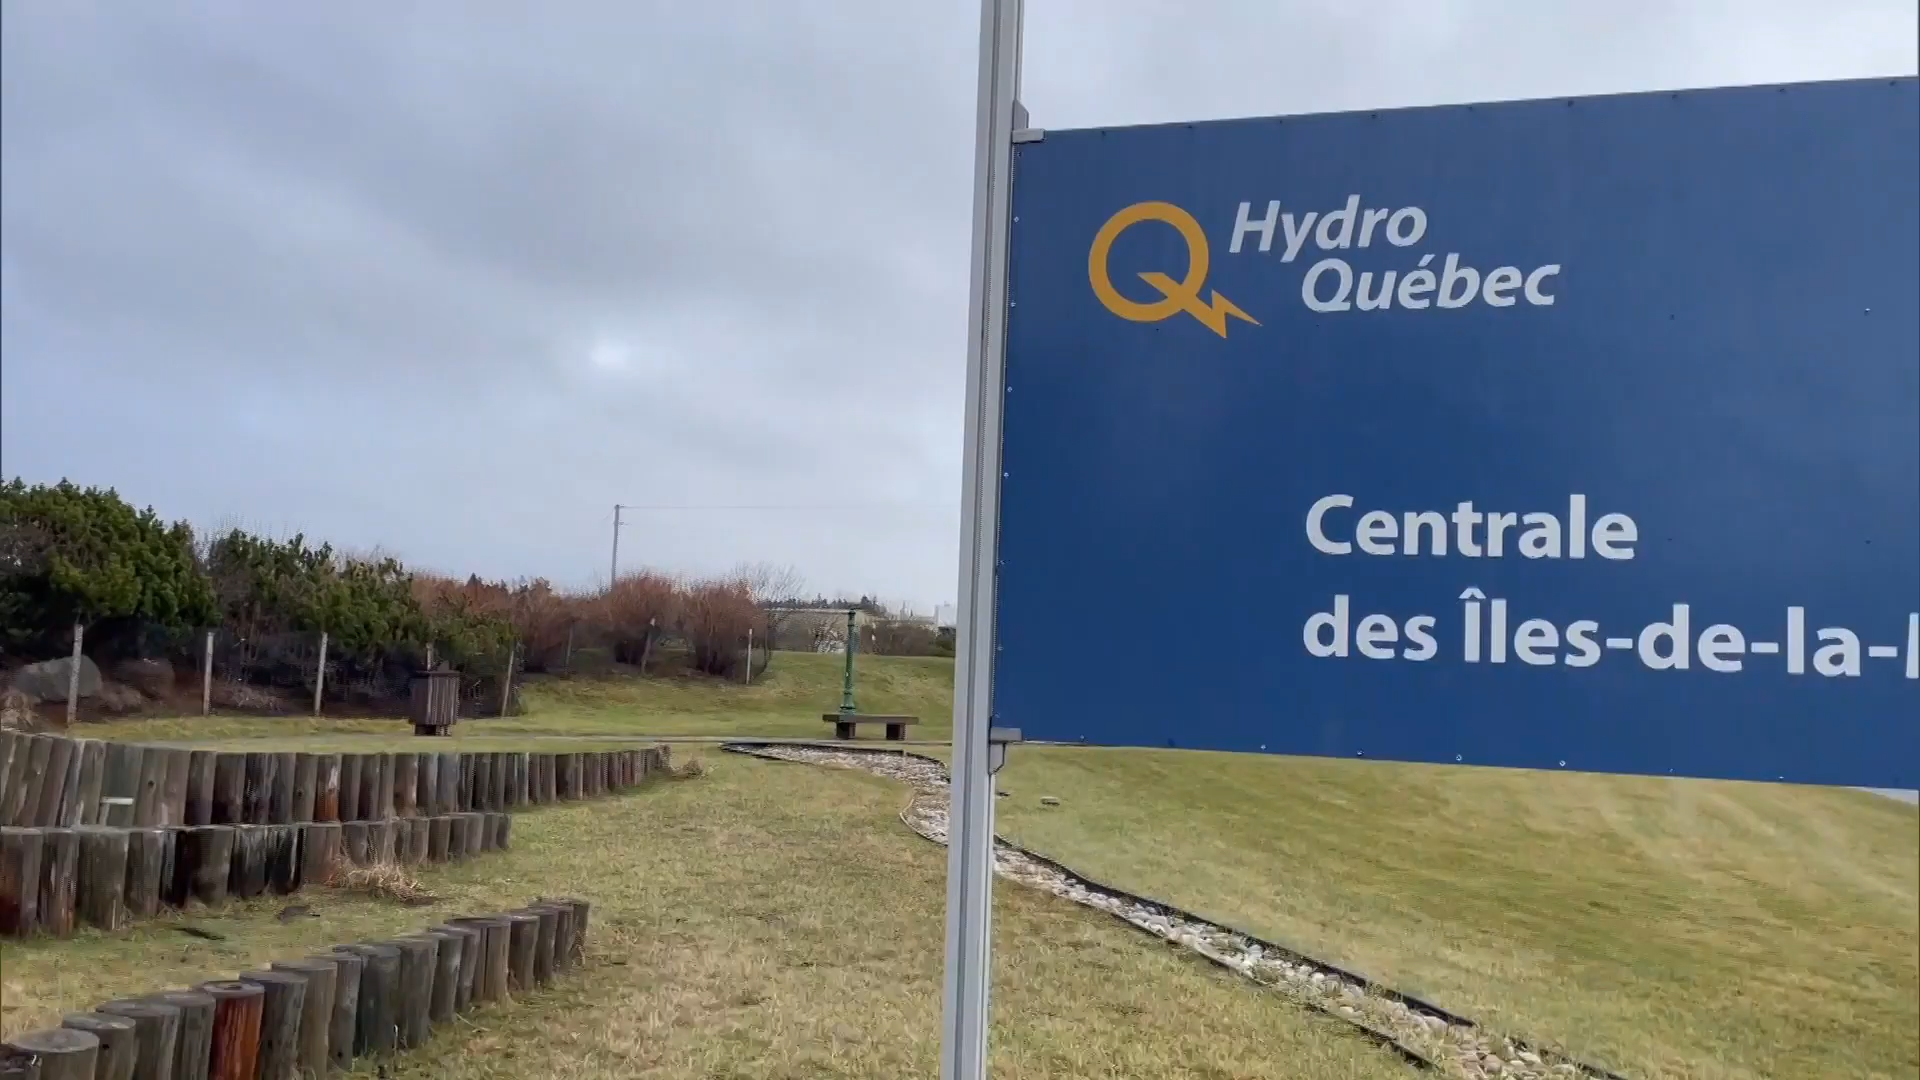 Hydro
Québec
Centrale
des Îles-de-la-